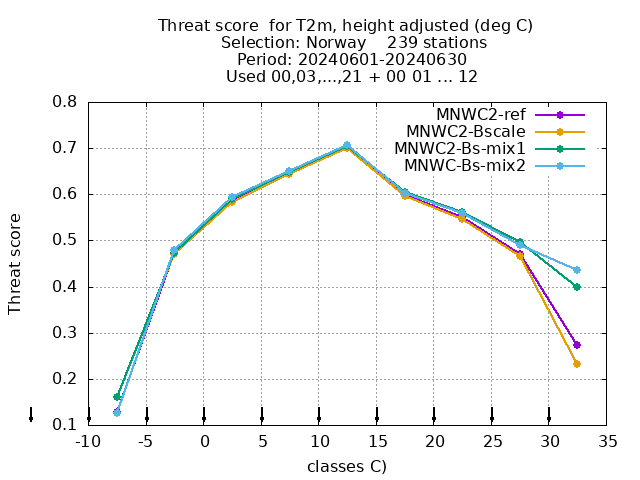 Threat score  for T2m, height adjusted (deg C)
Selection: Norway    239 stations
Period: 20240601-20240630
Used 00,03,...,21 + 00 01 ... 12
MNWC2-ref
MNWC2-Bscale
MNWC2-Bs-mix1
MNWC-Bs-mix2
Threat score
0.8
0.7
0.6
0.5
0.4
0.3
0.2
0.1
-10 -5 0 5 10 15 20 25 30 35
classes C)